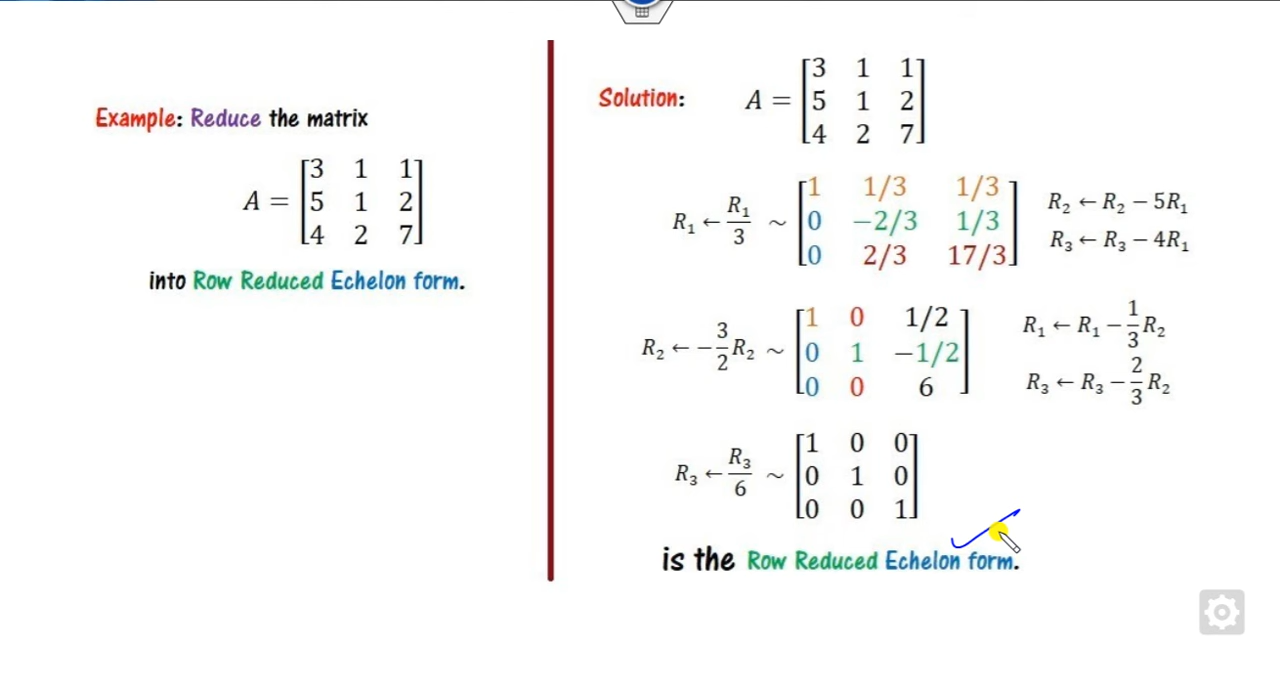 Example: Reduce the matrix
A = [3 1 1
5 1 2
4 2 7]
into Row Reduced Echelon form.
Solution: A = [3 1 1
5 1 2
4 2 7]
R₁ ← R₁/3 ~ [1 1/3 1/3
0 −2/3 1/3
0 2/3 17/3]
R₂ ← R₂ − 5R₁
R₃ ← R₃ − 4R₁
R₂ ← −3/2 R₂ ~ [1 0 1/2
0 1 −1/2
0 0 6]
R₁ ← R₁ − 1/3 R₂
R₃ ← R₃ − 2/3 R₂
R₃ ← R₃/6 ~ [1 0 0
0 1 0
0 0 1]
is the Row Reduced Echelon form.